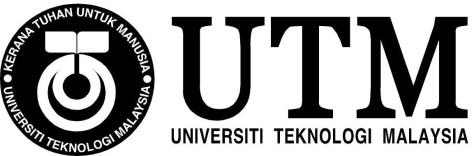 KERANA TUHAN UNTUK MANUSIA
UNIVERSITI TEKNOLOGI MALAYSIA
UTM
UNIVERSITI TEKNOLOGI MALAYSIA